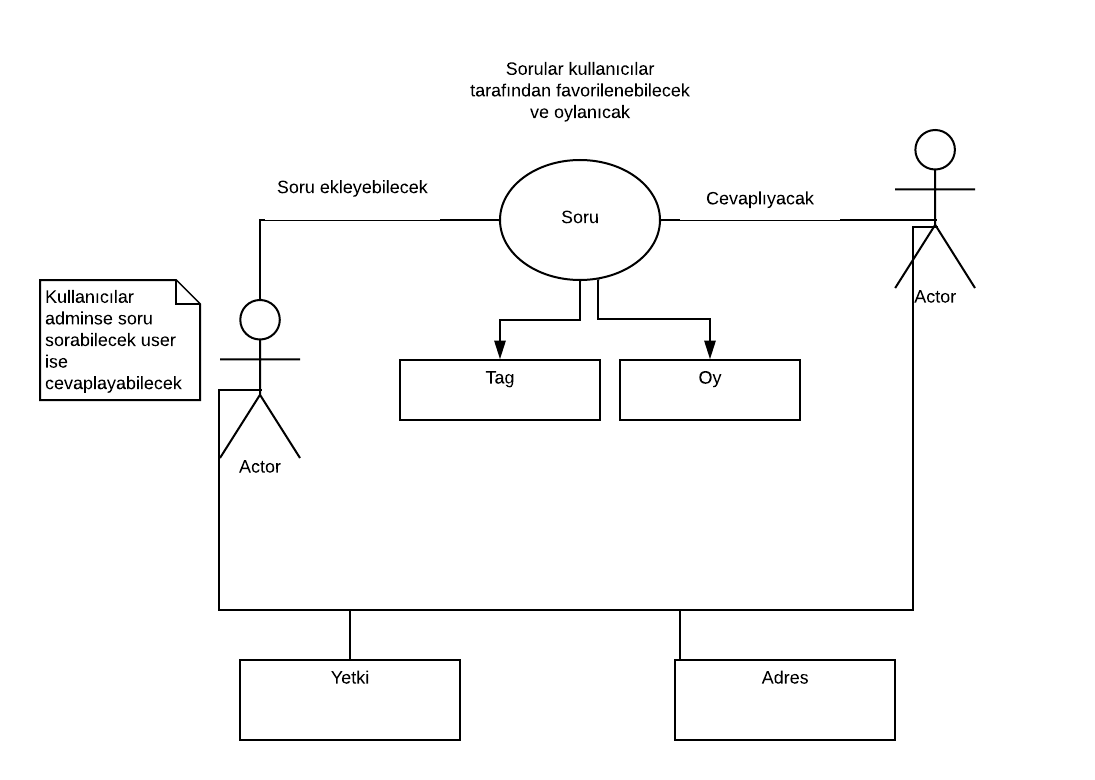 Sorular kullanıcılar
tarafından favorilenebilecek
ve oylanıcak
Soru ekleyebilecek
Soru
Cevaplıyacak
Kullanıcılar
adminse soru
sorabilecek user
ise
cevaplayabilecek
Actor
Actor
Tag
Oy
Yetki
Adres